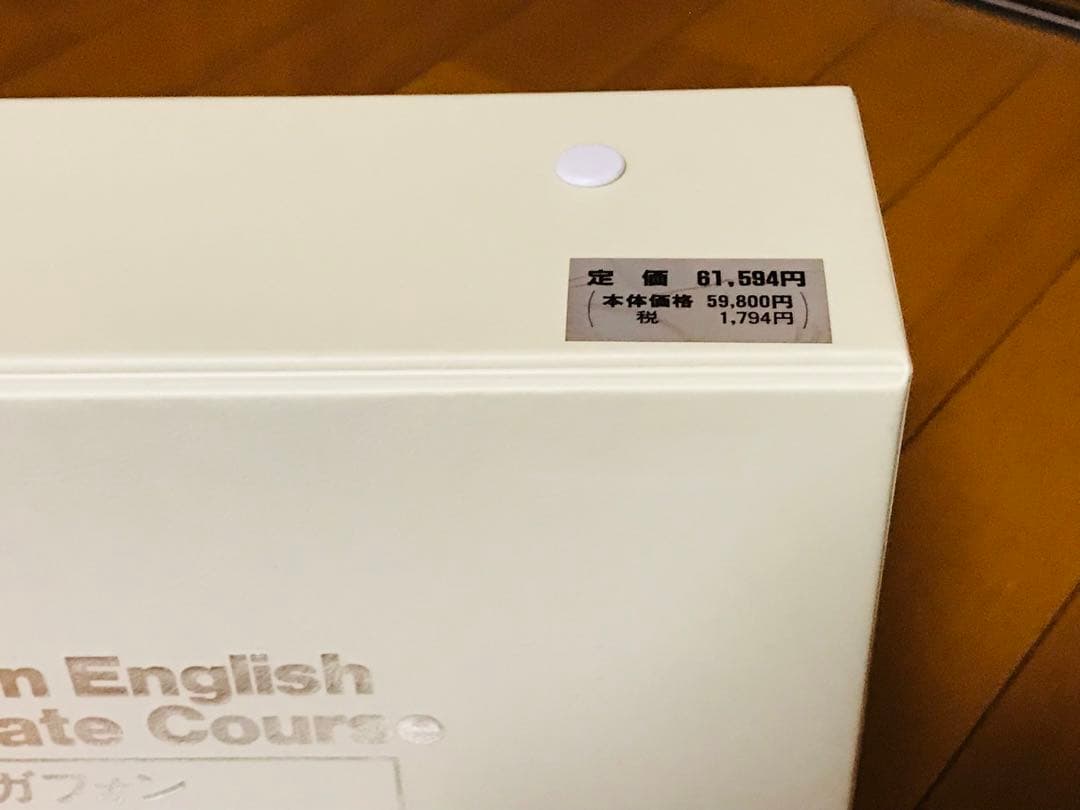 定価 61,594円
(本体価格 59,800円
税 1,794円)
n English
ate Course
ガフォン